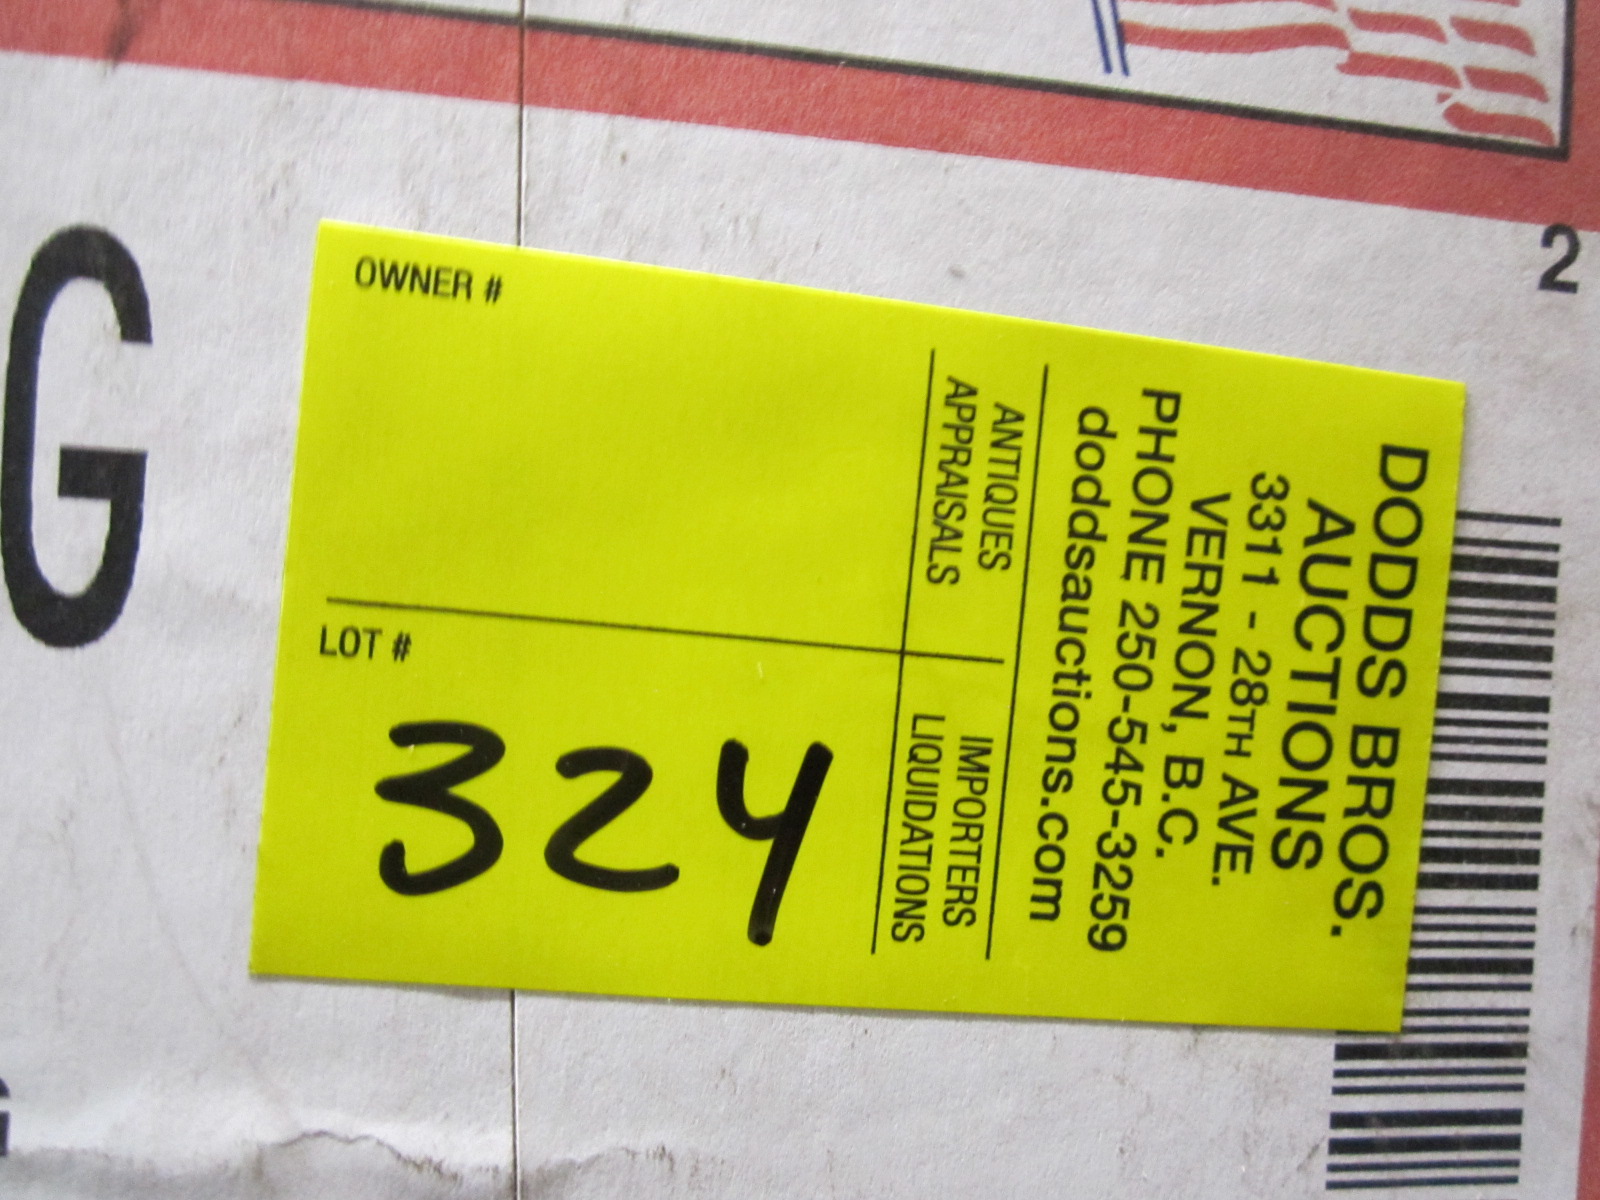 DODDS BROS.
AUCTIONS
3311 - 28TH AVE.
VERNON, B.C.
PHONE 250-545-3259
doddsauctions.com
ANTIQUES
APPRAISALS
IMPORTERS
LIQUIDATIONS
OWNER #
LOT #
324
G
2